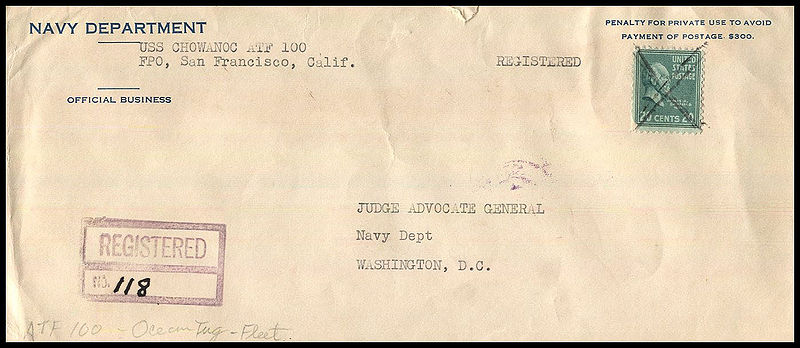 NAVY DEPARTMENT
USS CHOWANOC ATF 100
FPO, San Francisco, Calif.
OFFICIAL BUSINESS
REGISTERED
PENALTY FOR PRIVATE USE TO AVOID
PAYMENT OF POSTAGE. $300.
UNITED
STATES
POSTAGE
20 CENTS 20
JUDGE ADVOCATE GENERAL
Navy Dept
WASHINGTON, D.C.
REGISTERED
NO. 118
ATF 100 - Ocean Tug - Fleet.